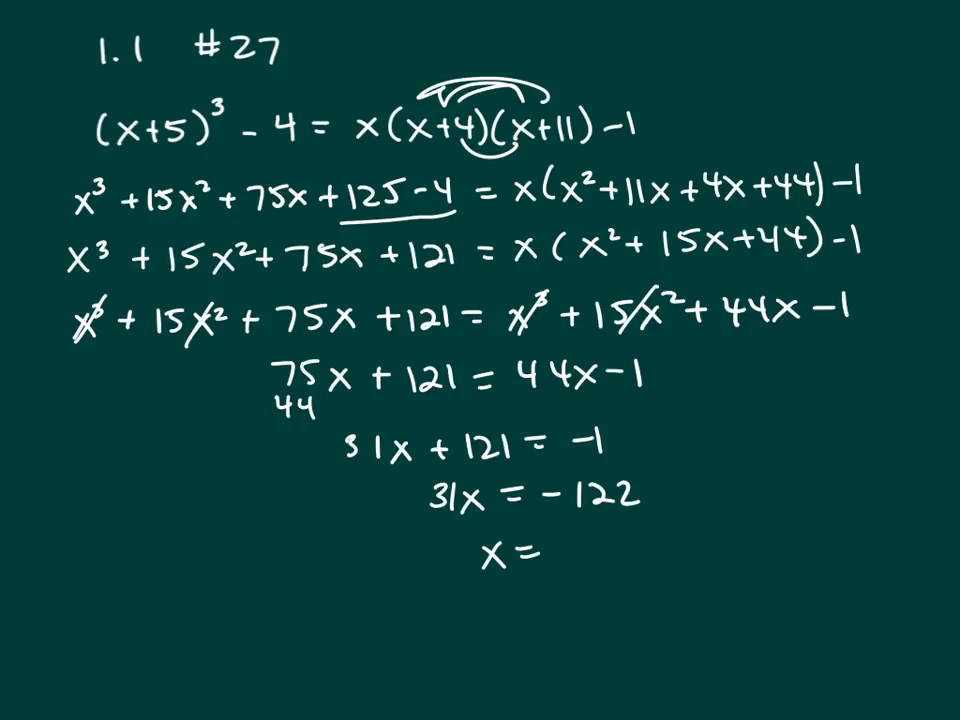 1.1 #27
(x+5)³ - 4 = x(x+4)(x+11) -1
x³ +15x² + 75x + 125 - 4 = x(x² + 11x + 4x + 44) - 1
x³ + 15x² + 75x + 121 = x(x² + 15x + 44) - 1
x³ + 15x² + 75x + 121 = x³ + 15x² + 44x - 1
75x + 121 = 44x - 1
44
31x + 121 = -1
31x = -122
x =